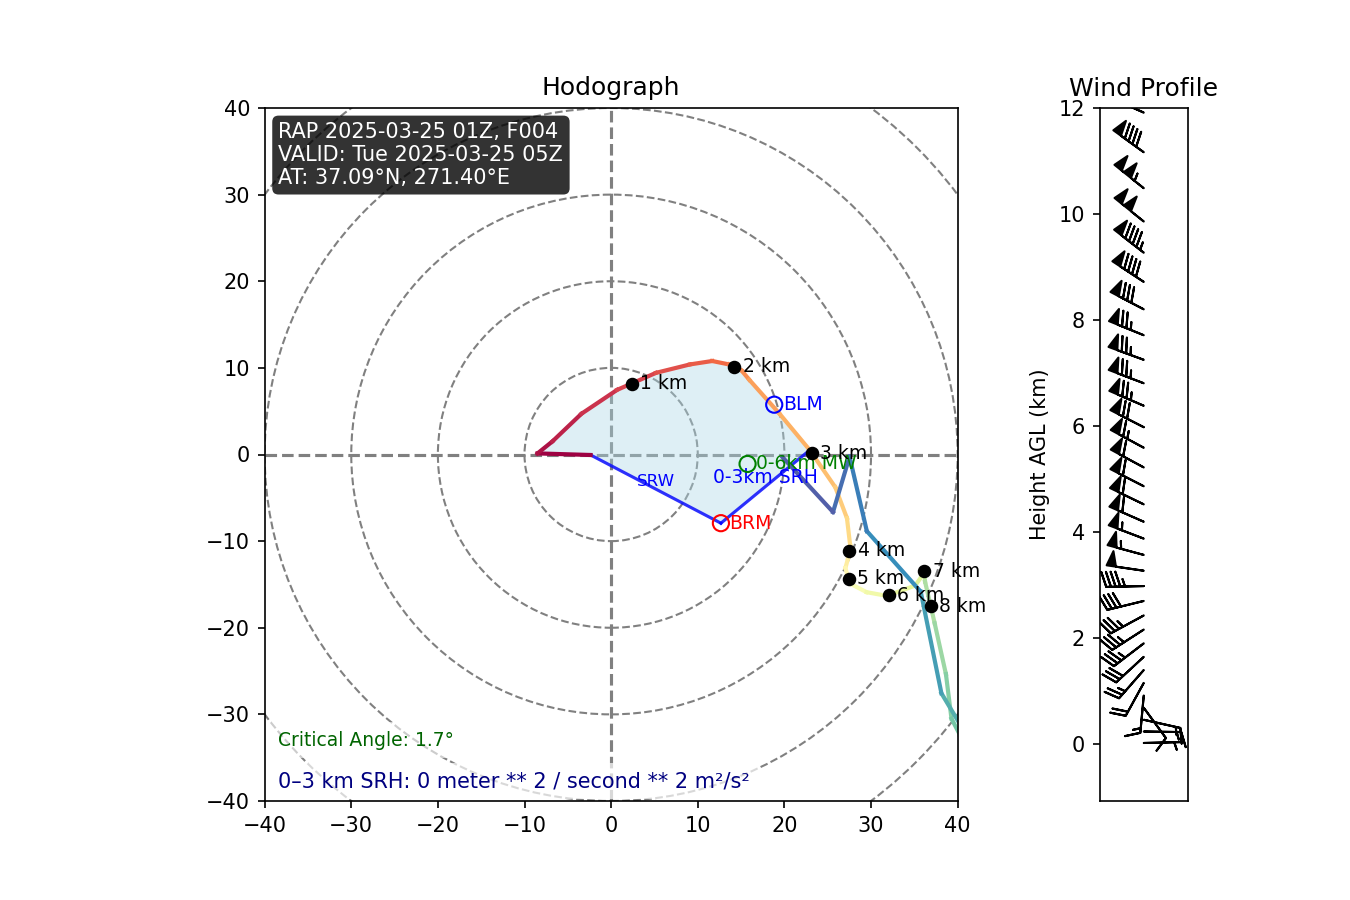 Hodograph
Wind Profile
RAP 2025-03-25 01Z, F004
VALID: Tue 2025-03-25 05Z
AT: 37.09°N, 271.40°E
40
30
20
10
0
−10
−20
−30
−40
−40
−30
−20
−10
0
10
20
30
40
1 km
2 km
BLM
3 km
0-6km MW
0-3km SRH
SRW
BRM
4 km
5 km
6 km
7 km
8 km
Critical Angle: 1.7°
0–3 km SRH: 0 meter ** 2 / second ** 2 m²/s²
Height AGL (km)
12
10
8
6
4
2
0